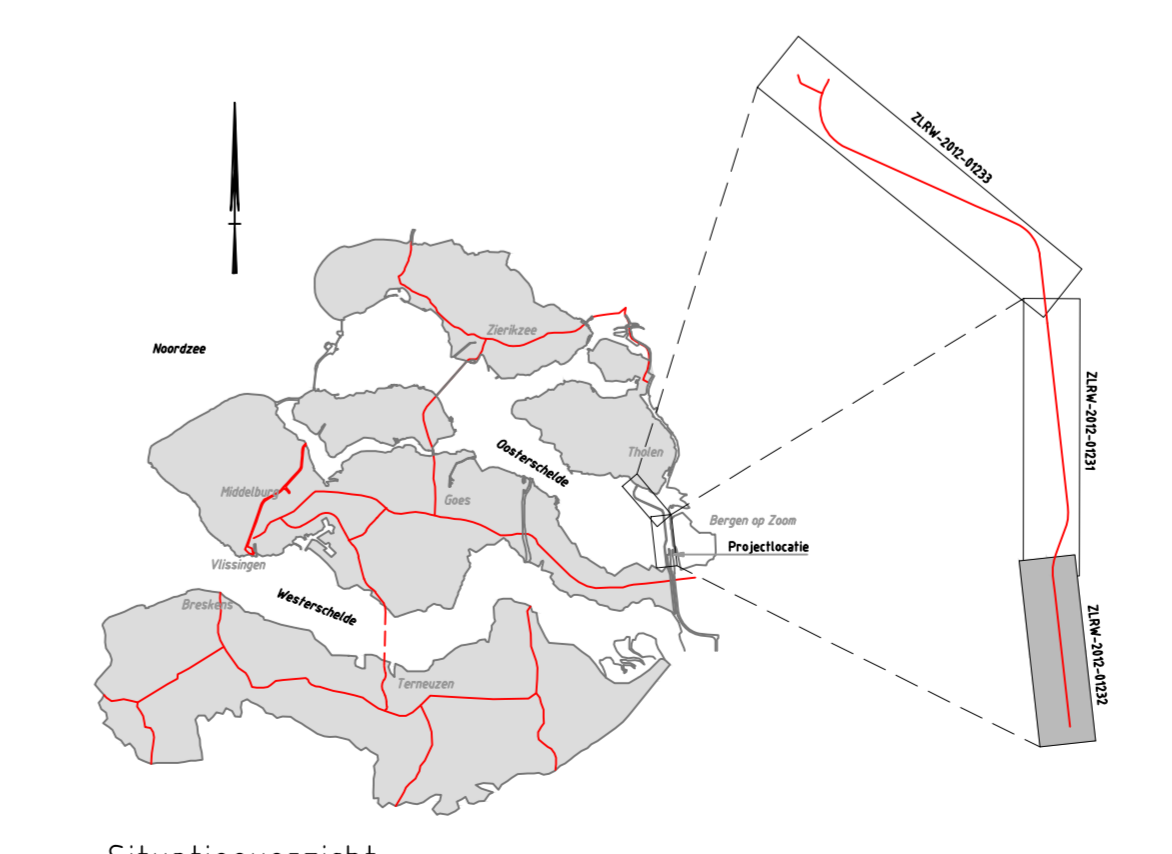 ZLRW-2012-01233
Zierikzee
Noordzee
ZLRW-2012-01231
Oosterschelde
Tholen
Middelburg
Goes
Bergen op Zoom
Projectlocatie
Vlissingen
Breskens
Westerschelde
ZLRW-2012-01232
Terneuzen
Situatieoverzicht